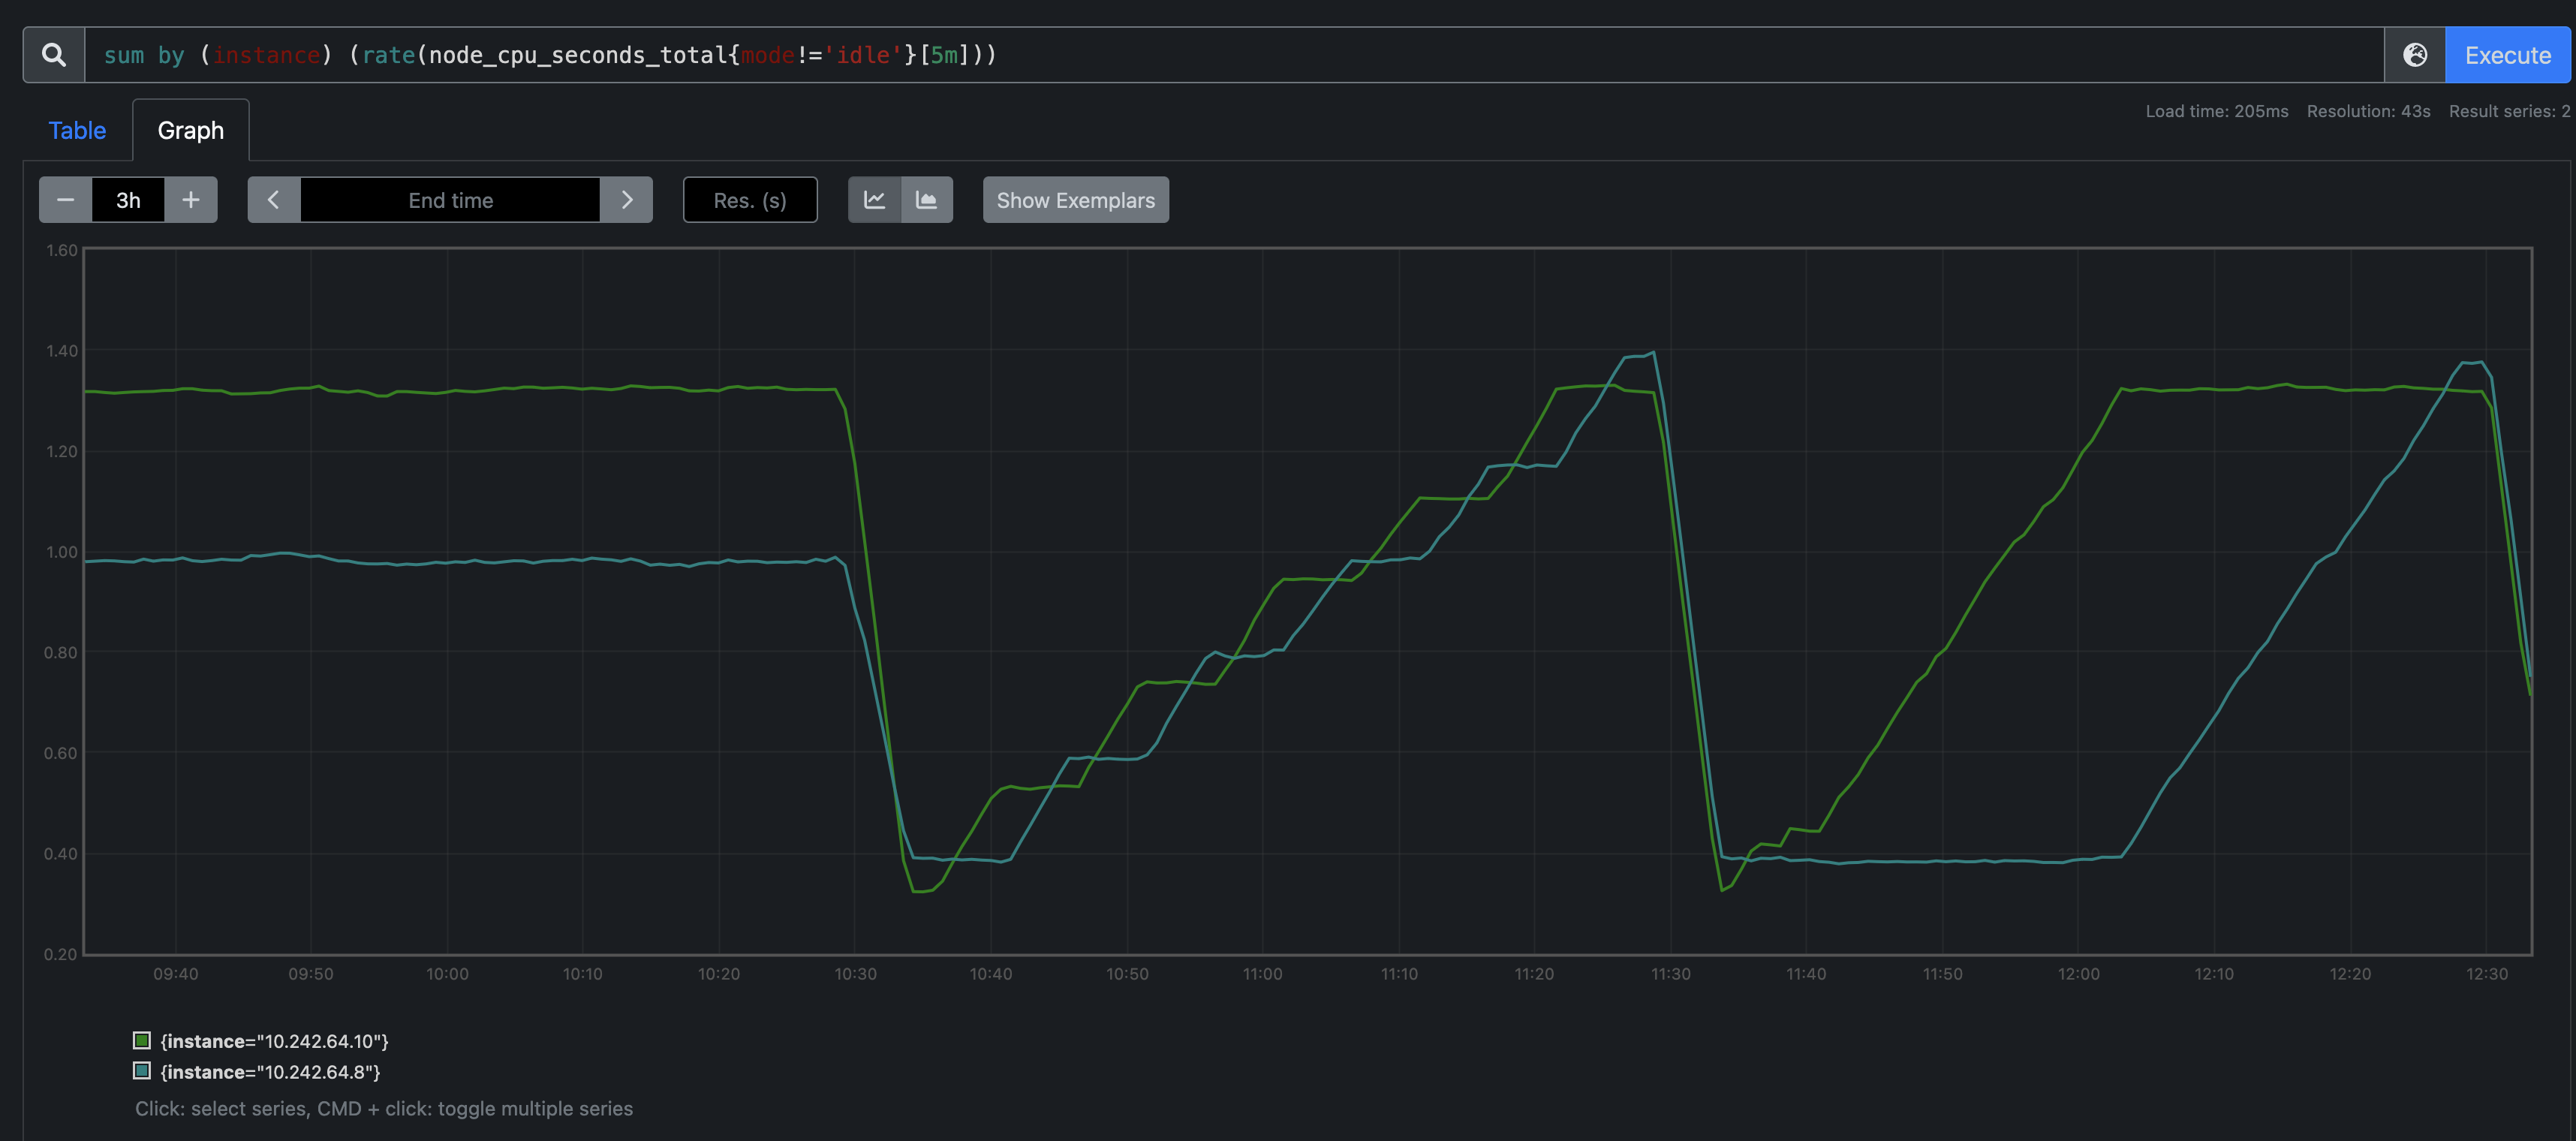 sum by (instance) (rate(node_cpu_seconds_total{mode!='idle'}[5m]))
Execute
Table
Graph
Load time: 205ms Resolution: 43s Result series: 2
3h
End time
Res. (s)
Show Exemplars
1.60
1.40
1.20
1.00
0.80
0.60
0.40
0.20
09:40 09:50 10:00 10:10 10:20 10:30 10:40 10:50 11:00 11:10 11:20 11:30 11:40 11:50 12:00 12:10 12:20 12:30
{instance="10.242.64.10"}
{instance="10.242.64.8"}
Click: select series, CMD + click: toggle multiple series